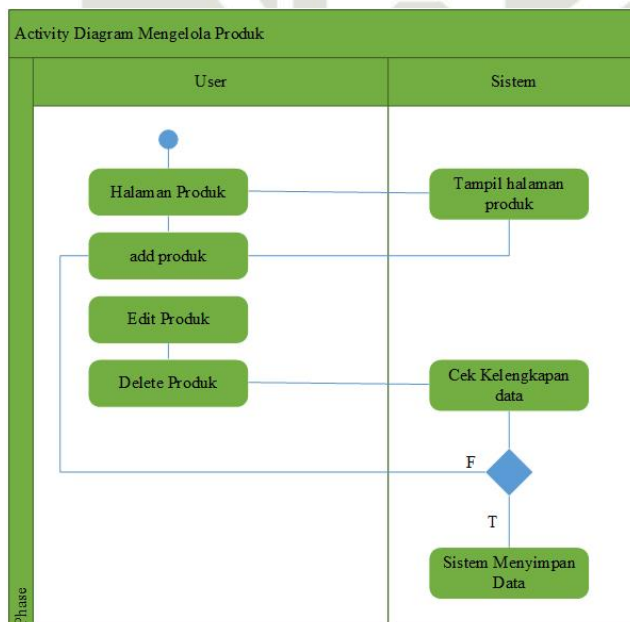 Activity Diagram Mengelola Produk
User
Sistem
Halaman Produk
Tampil halaman
produk
add produk
Edit Produk
Delete Produk
Cek Kelengkapan
data
F
T
Sistem Menyimpan
Data
Phase